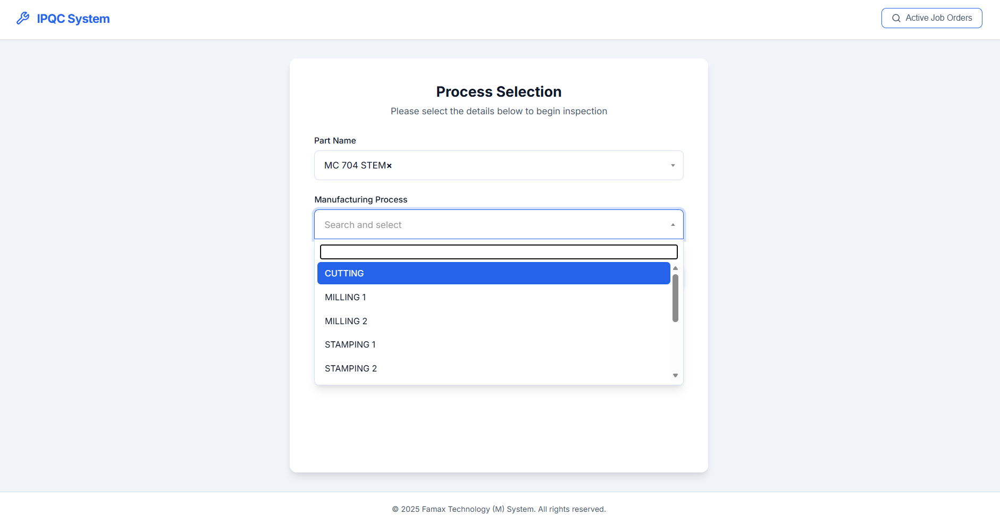 IPQC System
Active Job Orders
Process Selection
Please select the details below to begin inspection
Part Name
MC 704 STEM×
Manufacturing Process
Search and select
CUTTING
MILLING 1
MILLING 2
STAMPING 1
STAMPING 2
© 2025 Famax Technology (M) System. All rights reserved.